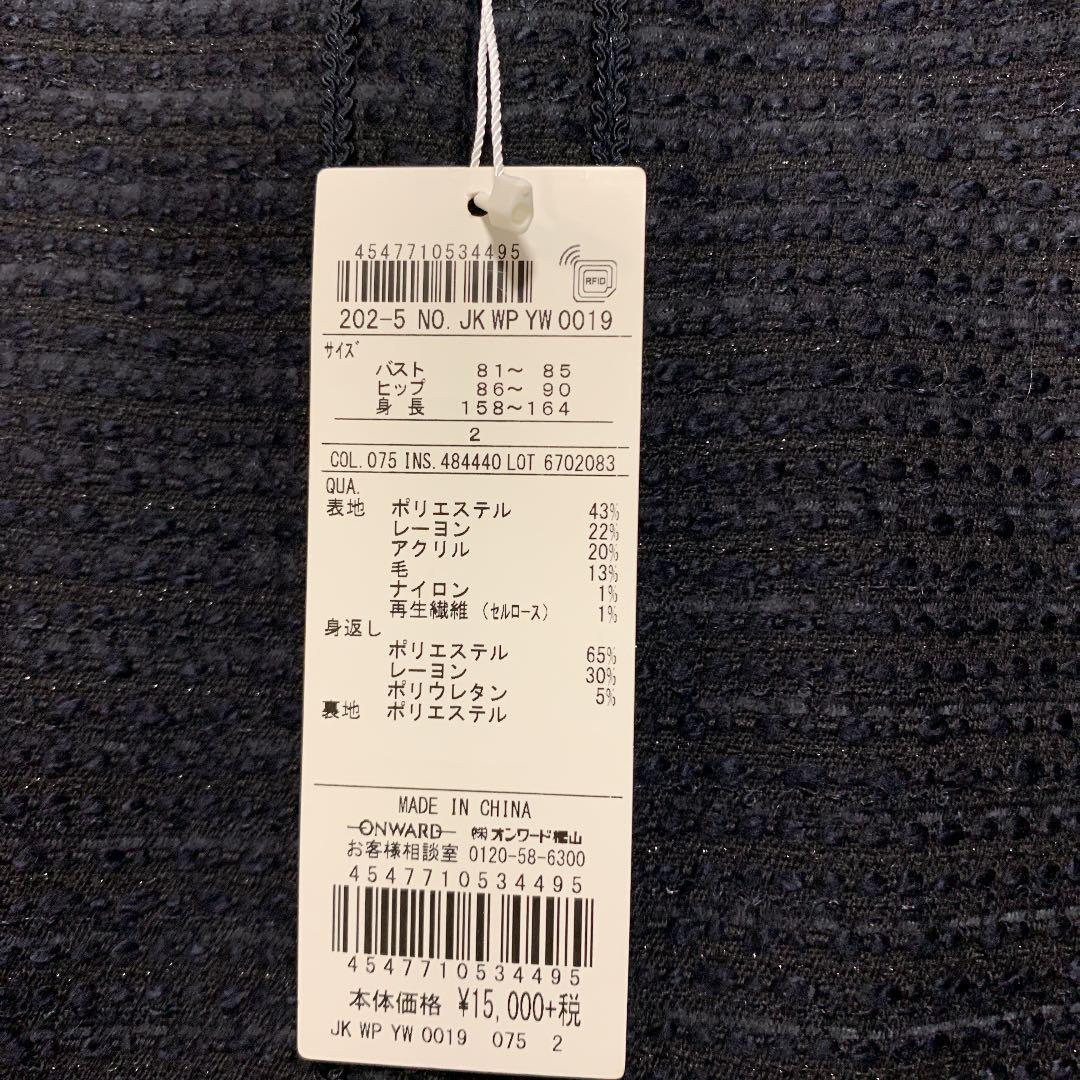 4547710534495
RFID
202-5 NO. JK WP YW 0019
サイズ
バスト 81～ 85
ヒップ 86～ 90
身 長 158～164
2
COL. 075 INS. 484440 LOT 6702083
QUA.
表地 ポリエステル 43%
レーヨン 22%
アクリル 20%
毛 13%
ナイロン 1%
再生繊維 (セルロース) 1%
身返し
ポリエステル 65%
レーヨン 30%
ポリウレタン 5%
裏地 ポリエステル
MADE IN CHINA
ONWARD ㈱オンワード樫山
お客様相談室 0120-58-6300
4547710534495
4547710534495
本体価格 ¥15,000+税
JK WP YW 0019 075 2